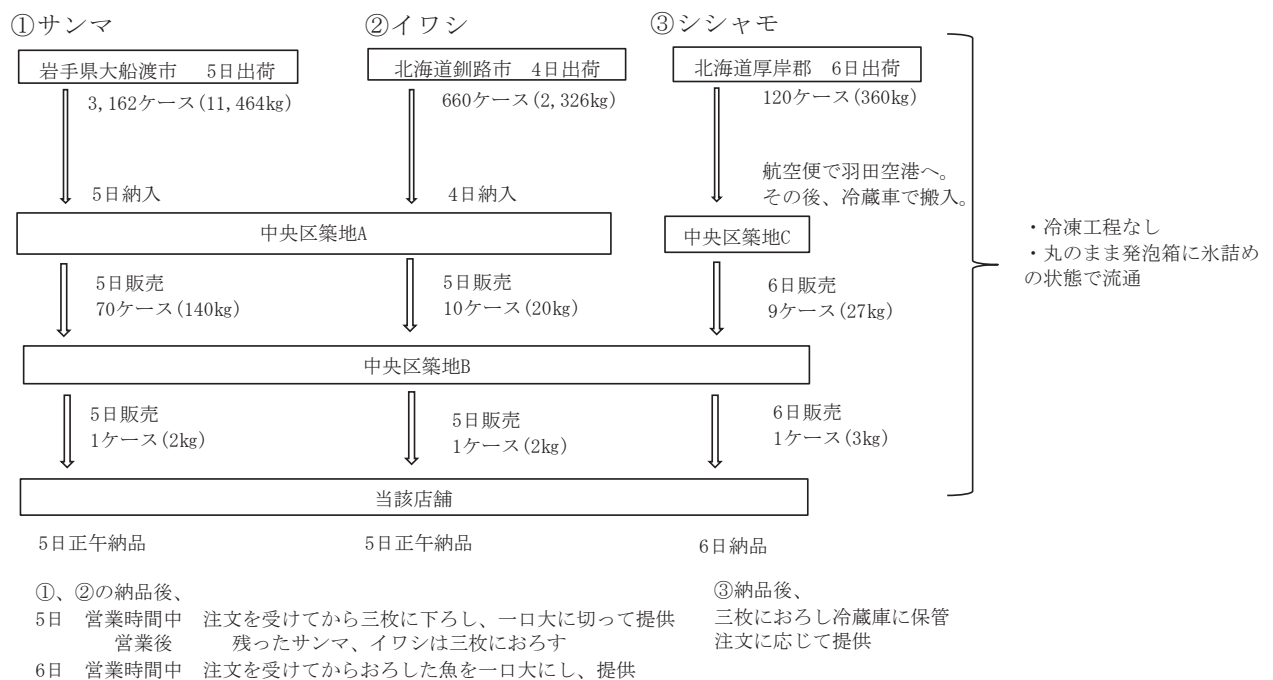 ①サンマ
②イワシ
③シシャモ
岩手県大船渡市　5日出荷
北海道釧路市　4日出荷
北海道厚岸郡　6日出荷
3,162ケース(11,464kg)
660ケース(2,326kg)
120ケース(360kg)
航空便で羽田空港へ。
その後、冷蔵車で搬入。
5日納入
4日納入
中央区築地A
中央区築地C
・冷凍工程なし
・丸のまま発泡箱に氷詰め
の状態で流通
5日販売
70ケース(140kg)
5日販売
10ケース(20kg)
6日販売
9ケース(27kg)
中央区築地B
5日販売
1ケース(2kg)
5日販売
1ケース(2kg)
6日販売
1ケース(3kg)
当該店舗
5日正午納品
5日正午納品
6日納品
①、②の納品後、
5日　営業時間中　注文を受けてから三枚に下ろし、一口大に切って提供
営業後　残ったサンマ、イワシは三枚におろす
6日　営業時間中　注文を受けてからおろした魚を一口大にし、提供
③納品後、
三枚におろし冷蔵庫に保管
注文に応じて提供